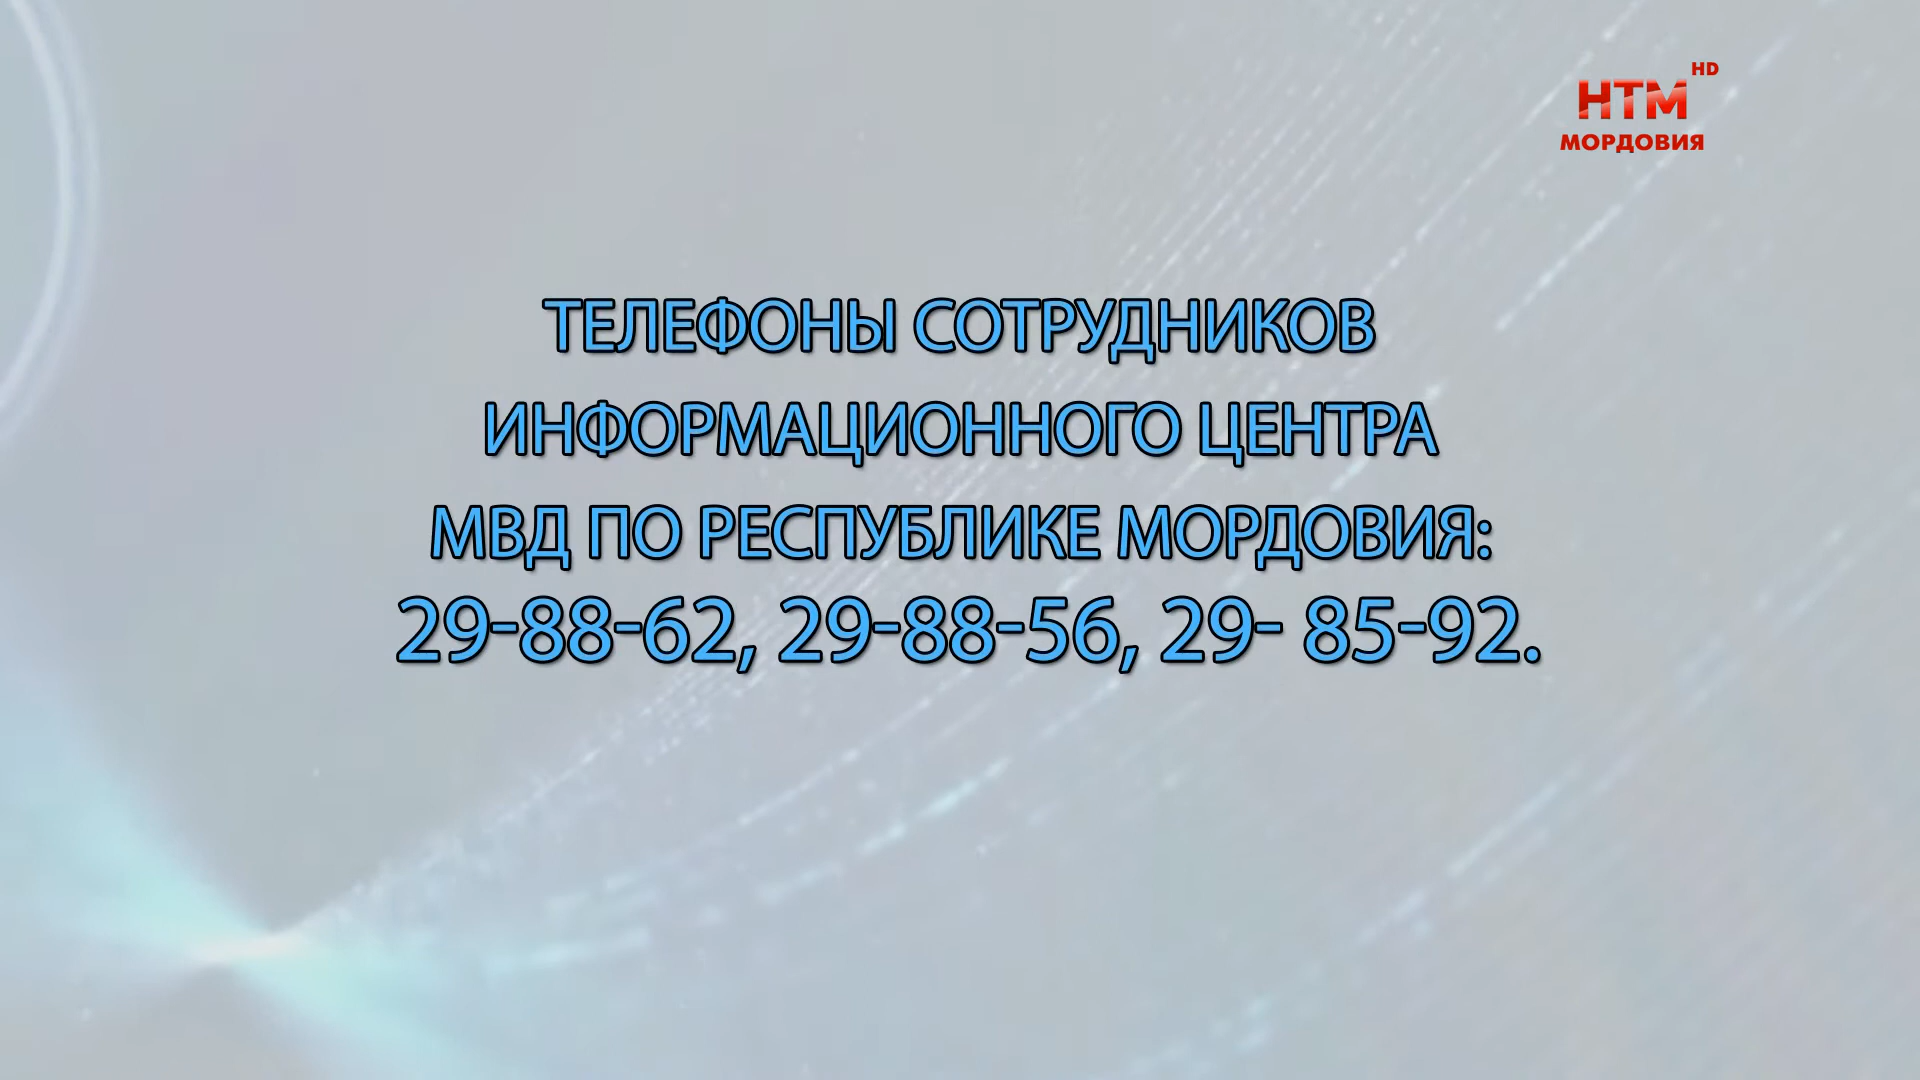 HD
НТМ
МОРДОВИЯ
ТЕЛЕФОНЫ СОТРУДНИКОВ
ИНФОРМАЦИОННОГО ЦЕНТРА
МВД ПО РЕСПУБЛИКЕ МОРДОВИЯ:
29-88-62, 29-88-56, 29- 85-92.